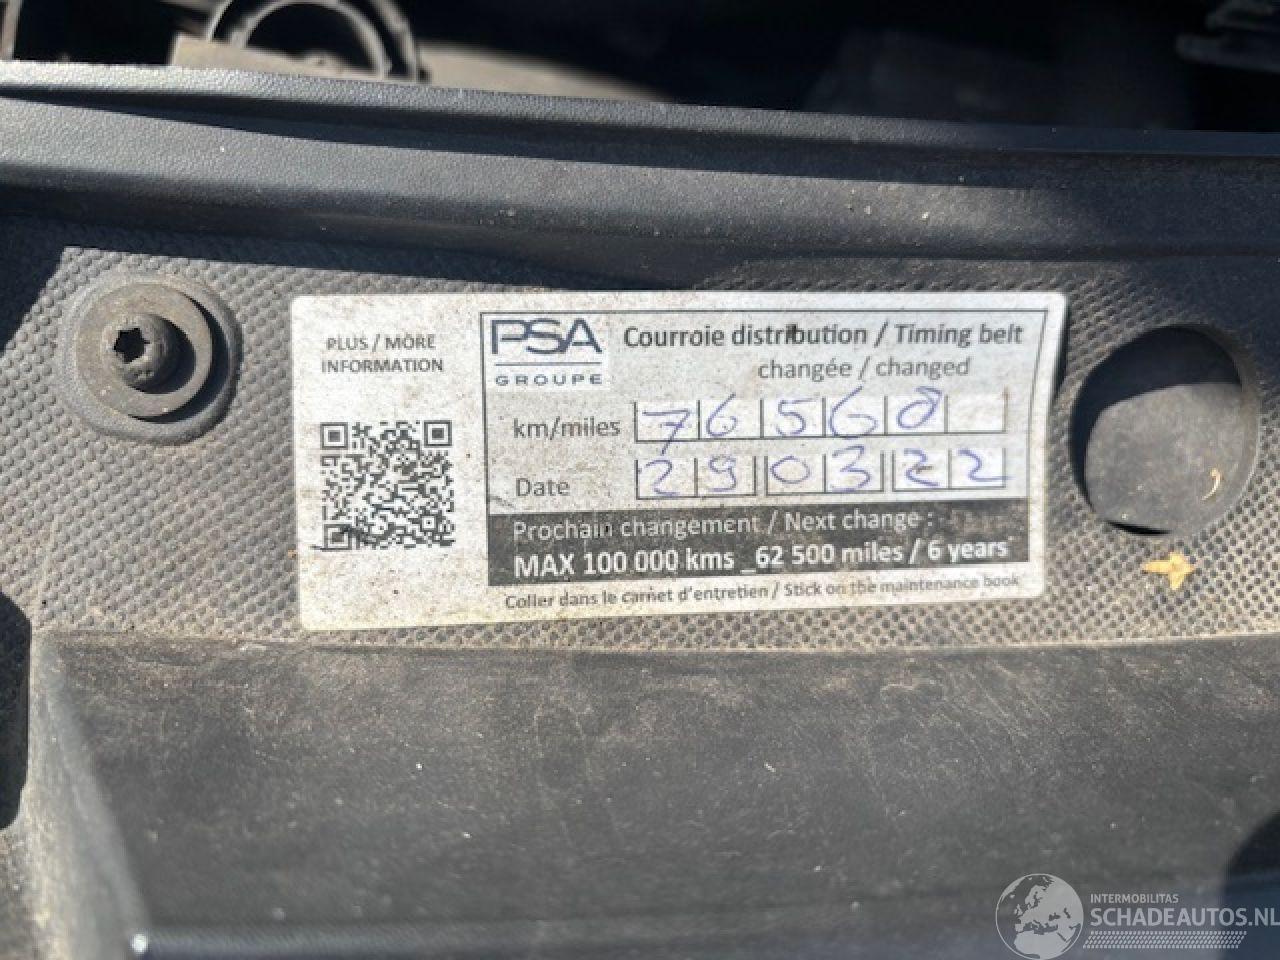 PLUS / MORE
INFORMATION
PSA
GROUPE
Courroie distribution / Timing belt
changée / changed
km/miles 76568
Date 290322
Prochain changement / Next change :
MAX 100 000 kms _62 500 miles / 6 years
Coller dans le carnet d'entretien / Stick on the maintenance book
INTERMOBILITAS
SCHADEAUTOS.NL